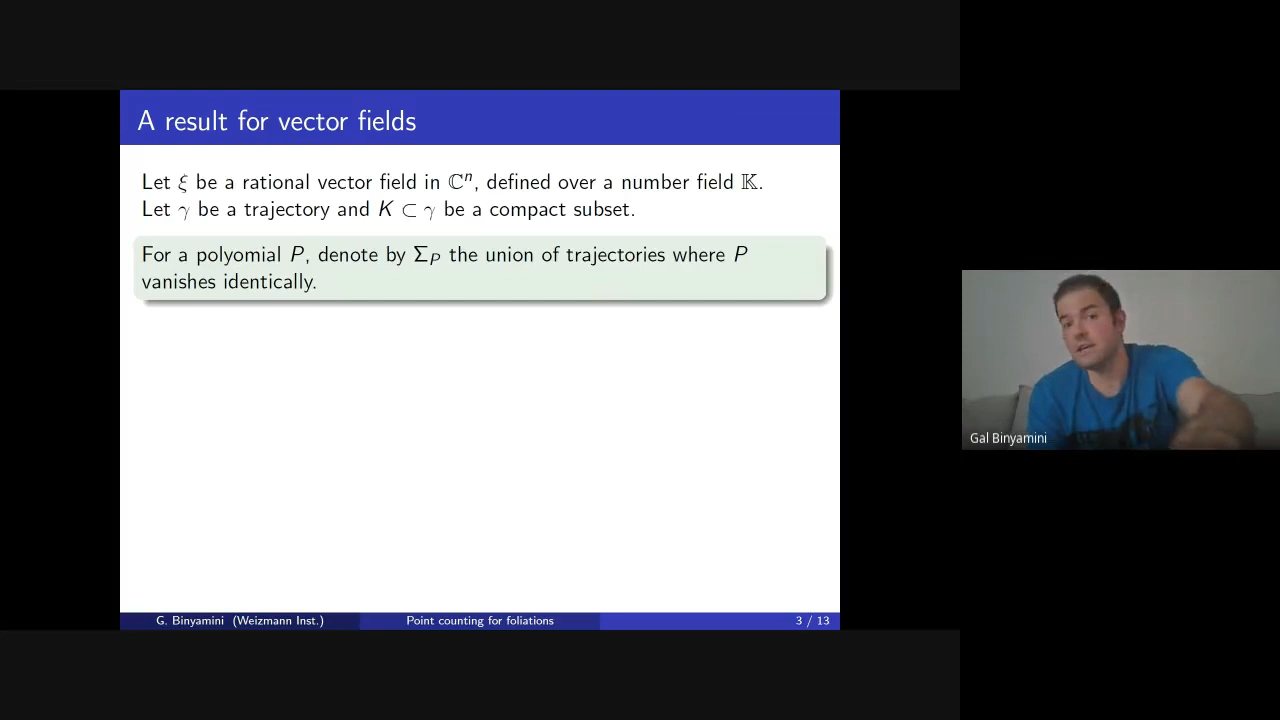 A result for vector fields
Let ξ be a rational vector field in ℂⁿ, defined over a number field 𝕂.
Let γ be a trajectory and K ⊂ γ be a compact subset.
For a polyomial P, denote by Σ_P the union of trajectories where P
vanishes identically.
Gal Binyamini
G. Binyamini (Weizmann Inst.) Point counting for foliations 3 / 13